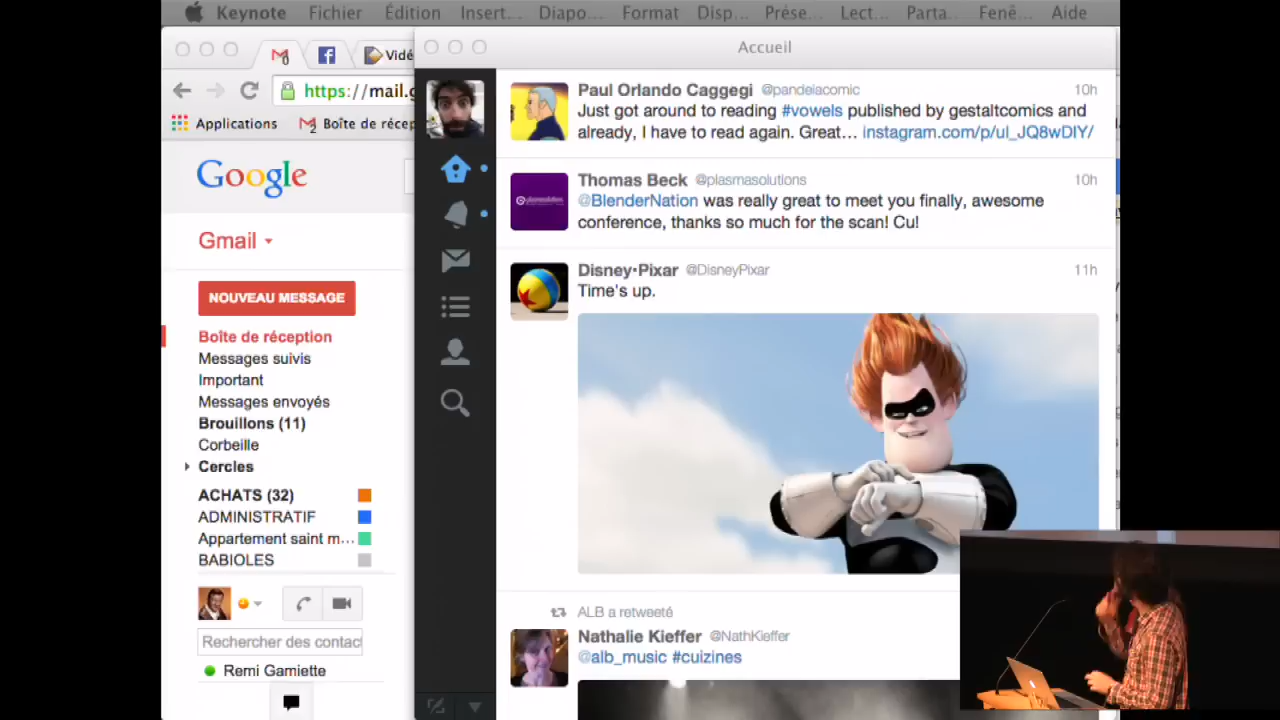 Keynote Fichier Édition Insert... Diapo... Format Disp... Prése... Lect... Parta... Fenê... Aide
Vidé
Accueil
https://mail.g
Applications
Boîte de récep
Google
Gmail
NOUVEAU MESSAGE
Boîte de réception
Messages suivis
Important
Messages envoyés
Brouillons (11)
Corbeille
Cercles
ACHATS (32)
ADMINISTRATIF
Appartement saint m...
BABIOLES
Rechercher des contac
Remi Gamiette
Paul Orlando Caggegi @pandelacomic 10h
Just got around to reading #vowels published by gestaltcomics and
already, I have to read again. Great... instagram.com/p/ul_JQ8wDIY/
Thomas Beck @plasmasolutions 10h
@BlenderNation was really great to meet you finally, awesome
conference, thanks so much for the scan! Cu!
Disney•Pixar @DisneyPixar 11h
Time's up.
ALB a retweeté
Nathalie Kieffer @NathKieffer
@alb_music #cuizines